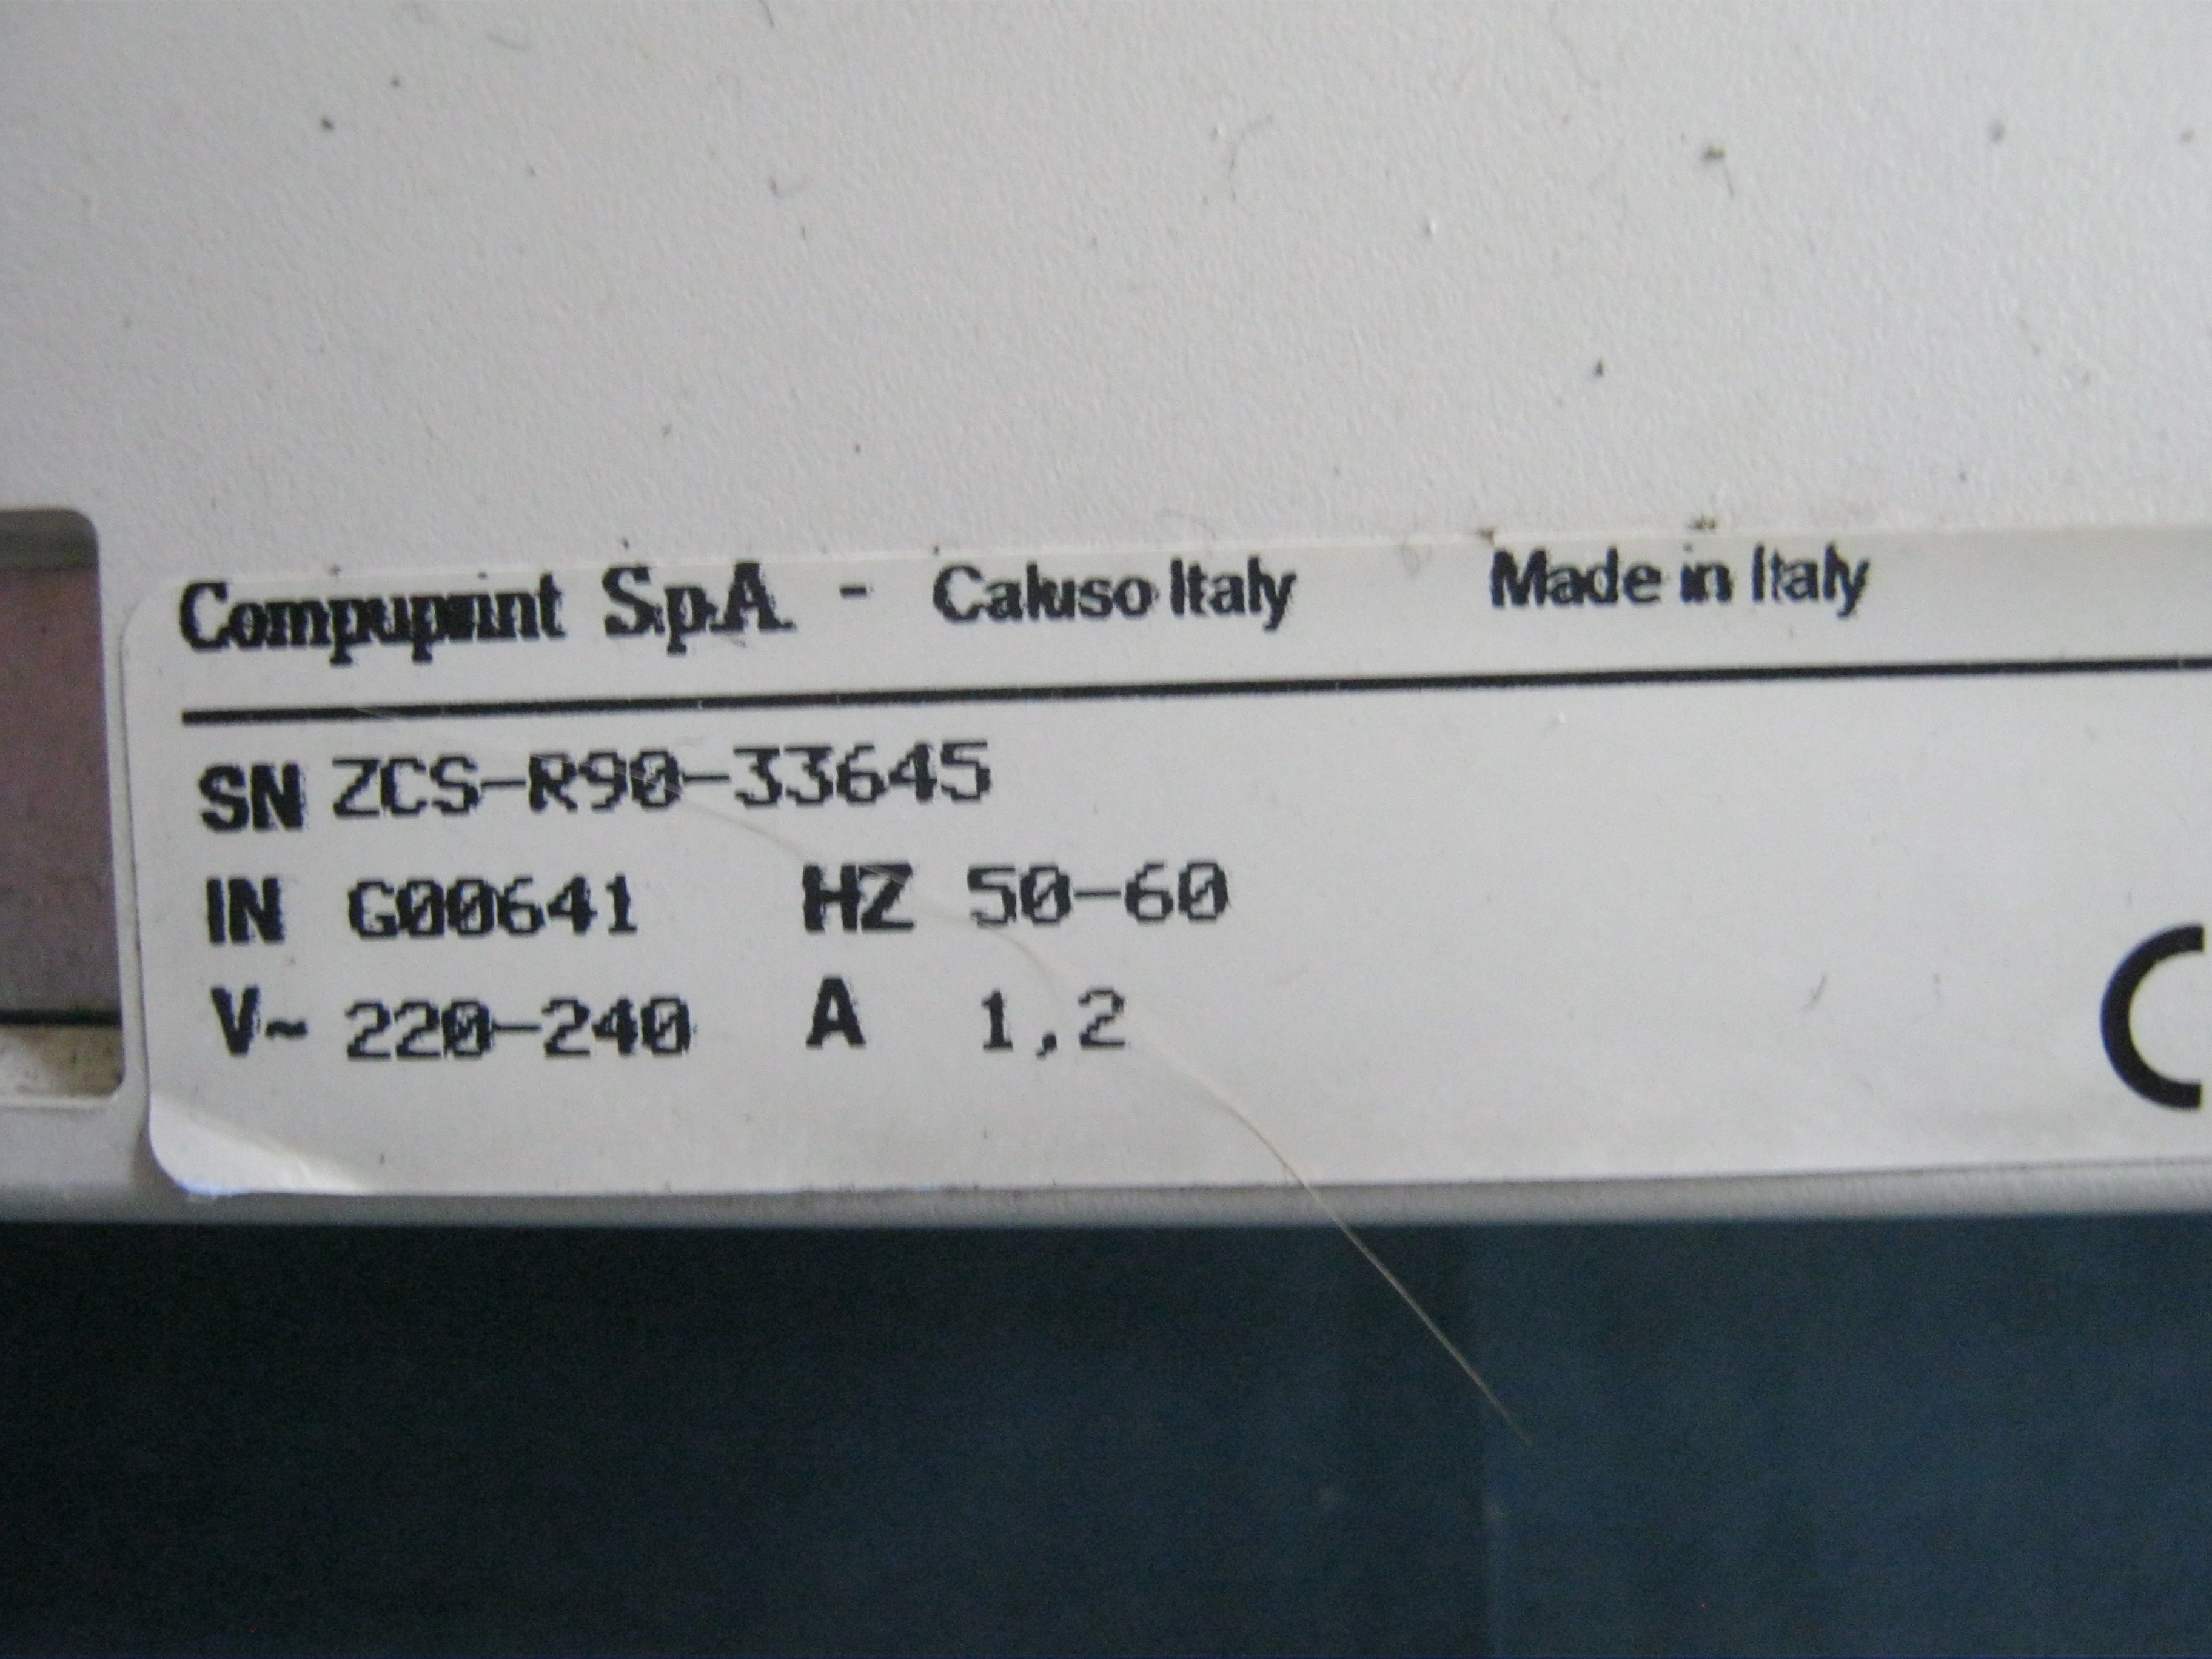 Compuprint S.p.A. - Caluso Italy Made in Italy
SN ZCS-R90-33645
IN G00641 HZ 50-60
V~ 220-240 A 1,2
C